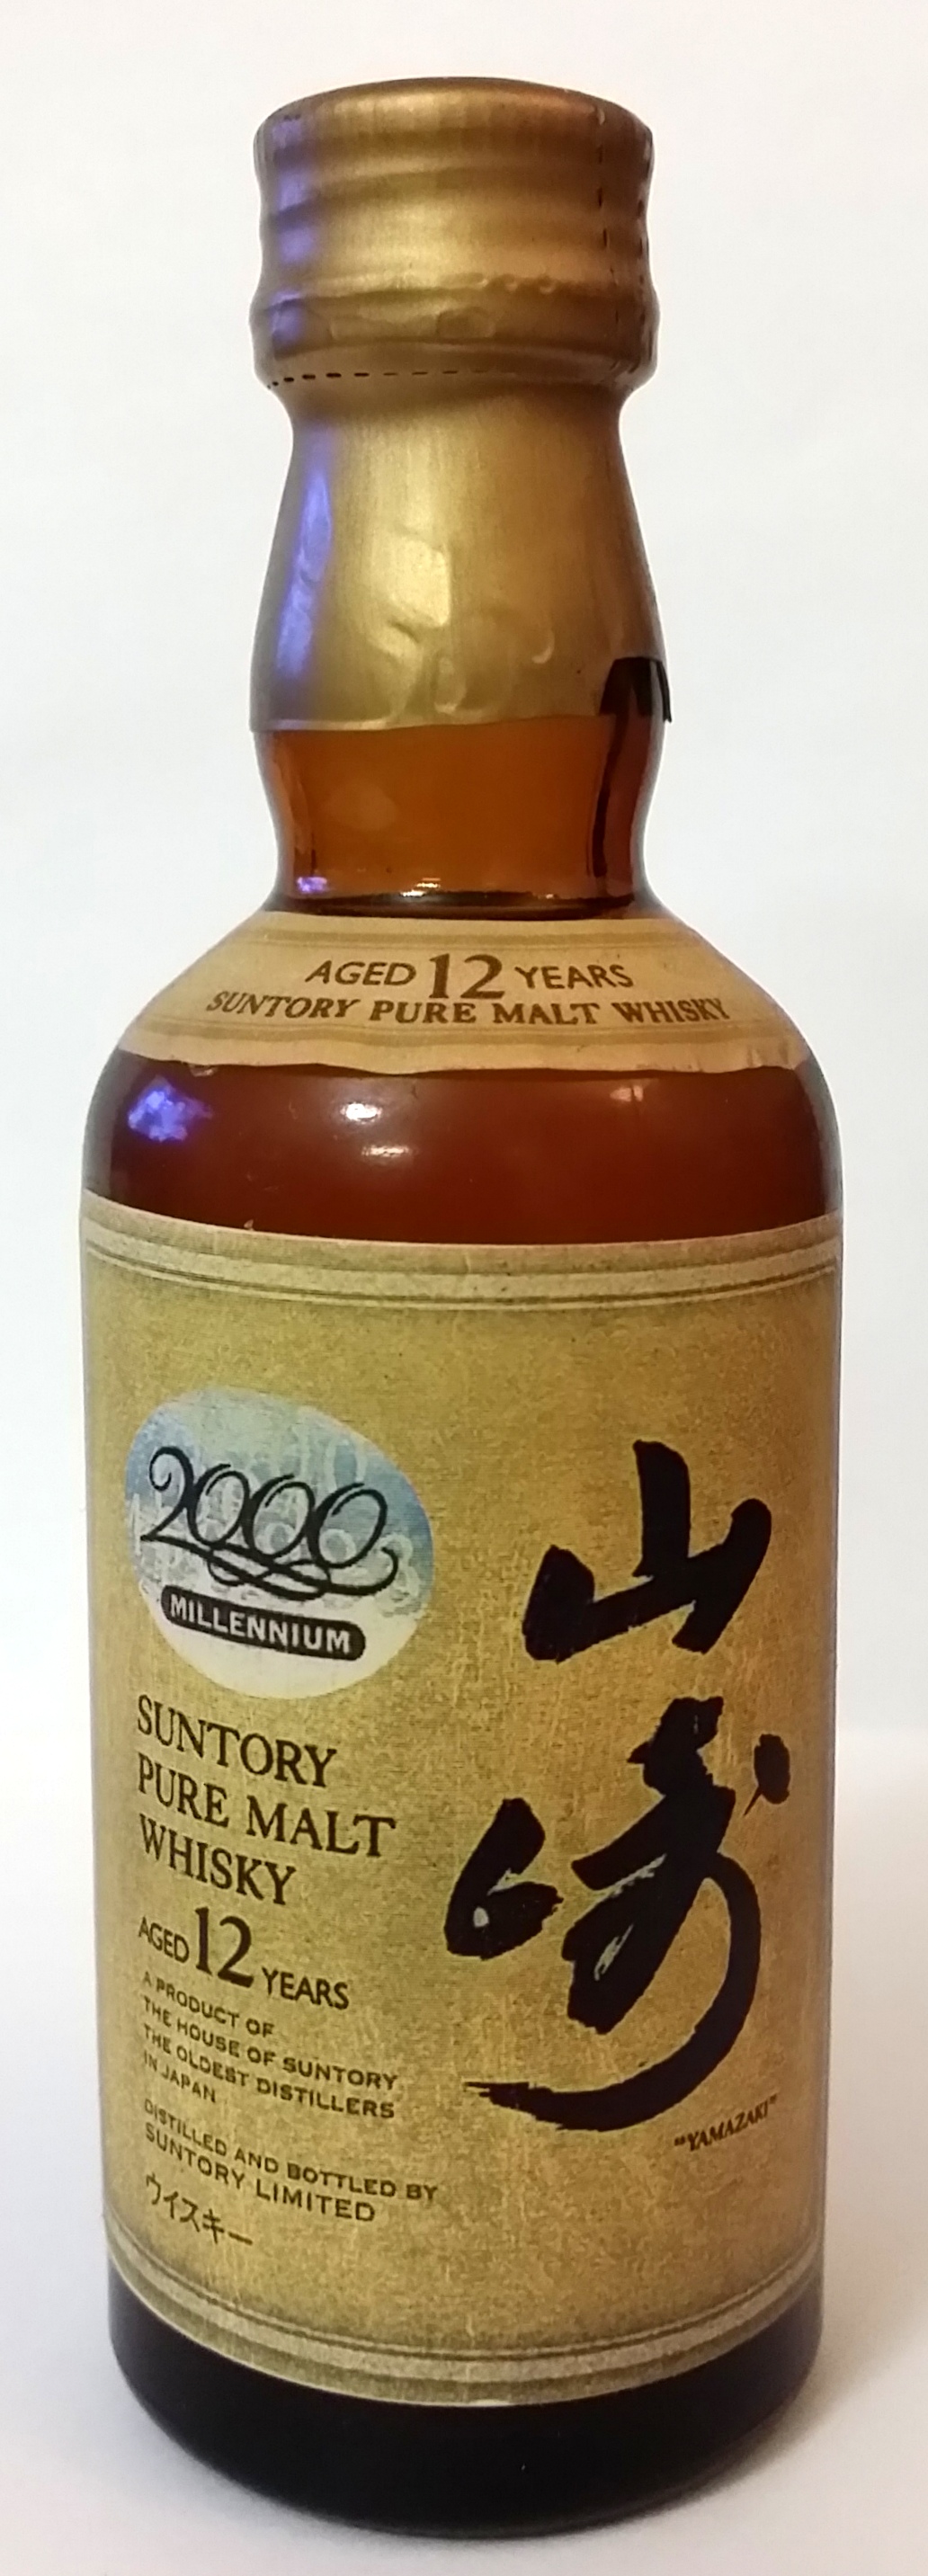 AGED 12 YEARS
SUNTORY PURE MALT WHISKY
2000
MILLENNIUM
山崎
SUNTORY
PURE MALT
WHISKY
AGED 12 YEARS
A PRODUCT OF
THE HOUSE OF SUNTORY
THE OLDEST DISTILLERS
IN JAPAN
"YAMAZAKI"
DISTILLED AND BOTTLED BY
SUNTORY LIMITED
ウイスキー